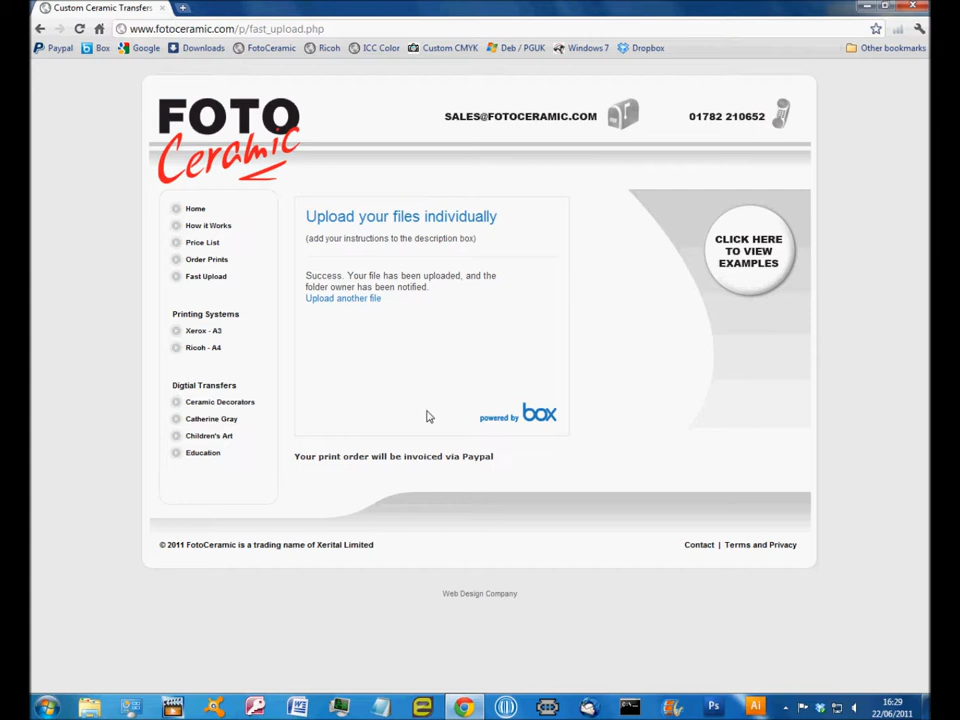 Custom Ceramic Transfers
www.fotoceramic.com/p/fast_upload.php
Paypal Box Google Downloads FotoCeramic Ricoh ICC Color Custom CMYK Deb / PGUK Windows 7 Dropbox Other bookmarks
FOTO
Ceramic
SALES@FOTOCERAMIC.COM
01782 210652
Home
How it Works
Price List
Order Prints
Fast Upload
Printing Systems
Xerox - A3
Ricoh - A4
Digtial Transfers
Ceramic Decorators
Catherine Gray
Children's Art
Education
Upload your files individually
(add your instructions to the description box)
Success. Your file has been uploaded, and the
folder owner has been notified.
Upload another file
powered by box
Your print order will be invoiced via Paypal
CLICK HERE
TO VIEW
EXAMPLES
© 2011 FotoCeramic is a trading name of Xerital Limited
Contact | Terms and Privacy
Web Design Company
Ps
Ai
16:29
22/06/2011